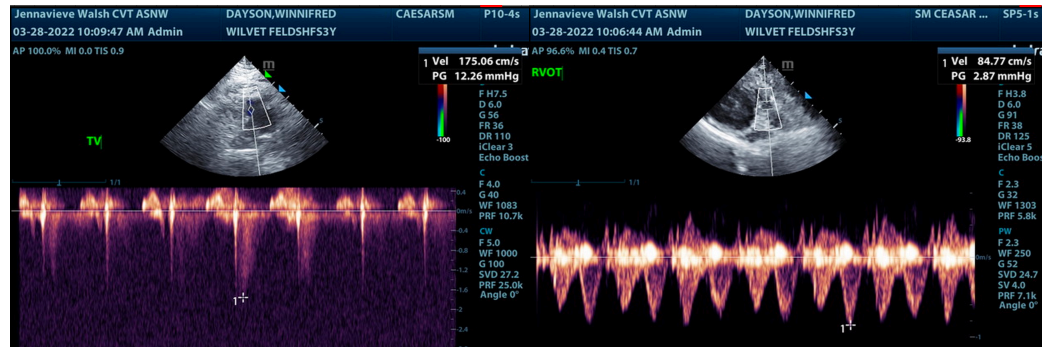 Jennavieve Walsh CVT ASNW DAYSON,WINNIFRED CAESARSM P10-4s
03-28-2022 10:09:47 AM Admin WILVET FELDSHFS3Y
AP 100.0% MI 0.0 TIS 0.9
1 Vel 175.06 cm/s
PG 12.26 mmHg
m
TV
F H7.5
D 6.0
G 56
FR 36
DR 110
iClear 3
Echo Boost
-100
1/1
C
F 4.0
G 40
WF 1083
PRF 10.7k
CW
F 5.0
WF 1000
G 100
SVD 27.2
PRF 25.0k
Angle 0°
0.4
0m/s
-0.4
-0.8
-1.2
-1.6
-2
-2.4
1
Jennavieve Walsh CVT ASNW DAYSON,WINNIFRED SM CEASAR ... SP5-1s
03-28-2022 10:06:44 AM Admin WILVET FELDSHFS3Y
AP 96.6% MI 0.4 TIS 0.7
1 Vel 84.77 cm/s
PG 2.87 mmHg
m
RVOT
F H3.8
D 6.0
G 91
FR 38
DR 125
iClear 5
Echo Boost
-93.8
1/1
C
F 2.3
G 32
WF 1303
PRF 5.8k
PW
F 2.3
WF 250
G 52
SVD 24.7
SV 4.0
PRF 7.1k
Angle 0°
0m/s
-1
1